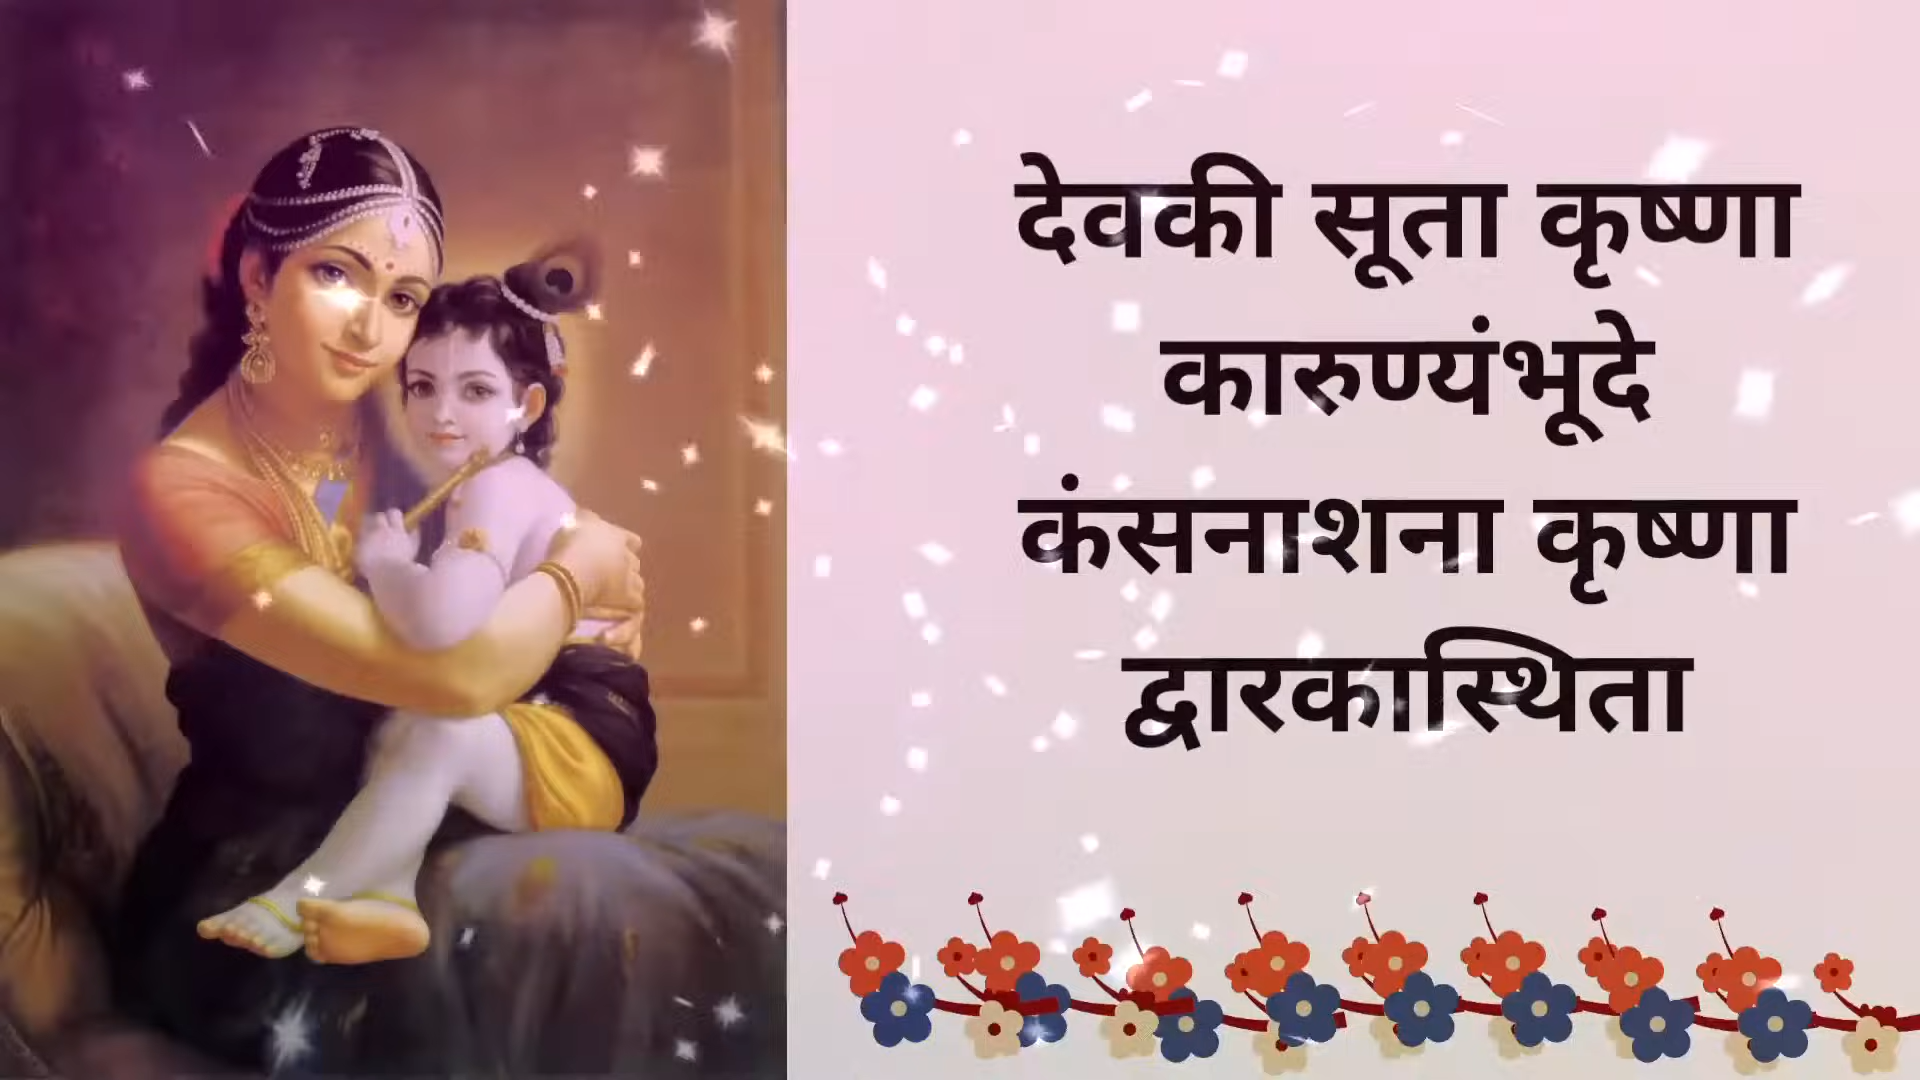 देवकी सूता कृष्णा
कारुण्यंभूदे
कंसनाशना कृष्णा
द्वारकास्थिता